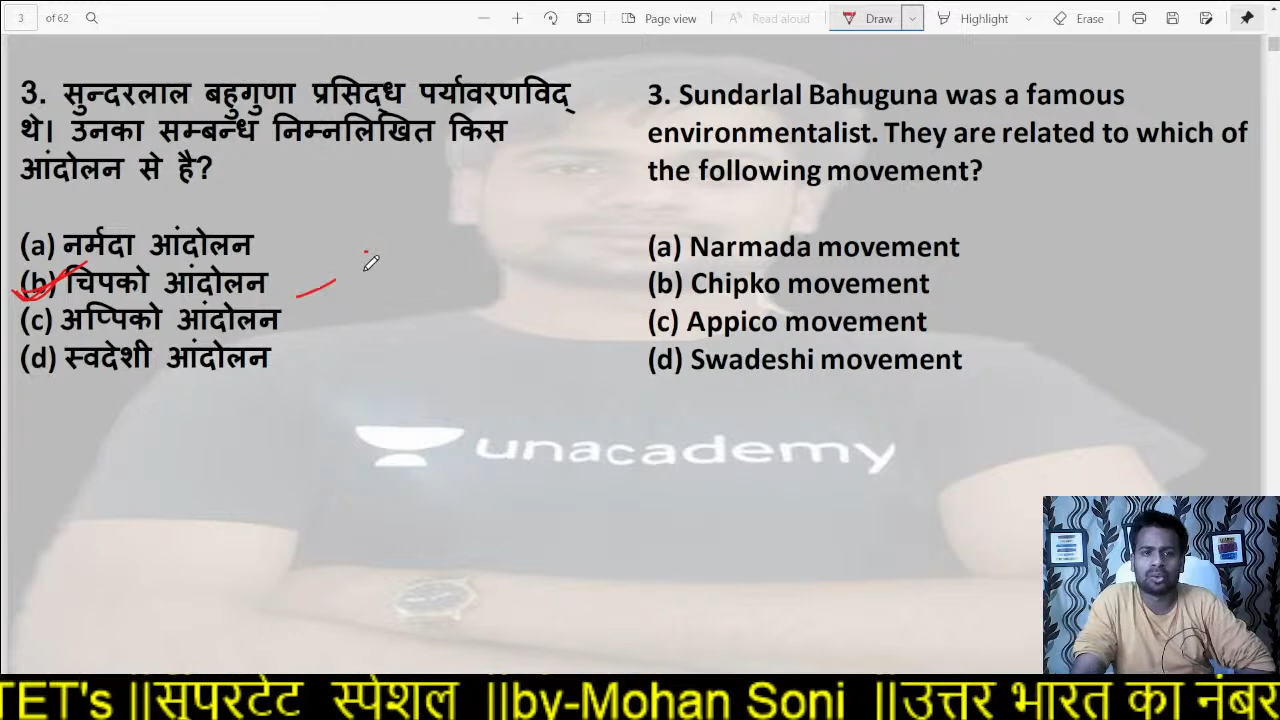 3 of 62 Page view Read aloud Draw Highlight Erase
3. सुन्दरलाल बहुगुणा प्रसिद्ध पर्यावरणविद्
थे। उनका सम्बन्ध निम्नलिखित किस
आंदोलन से है?
(a) नर्मदा आंदोलन
(b) चिपको आंदोलन
(c) अप्पिको आंदोलन
(d) स्वदेशी आंदोलन
3. Sundarlal Bahuguna was a famous
environmentalist. They are related to which of
the following movement?
(a) Narmada movement
(b) Chipko movement
(c) Appico movement
(d) Swadeshi movement
unacademy
TET's ||सुपरटेट स्पेशल ||by-Mohan Soni ||उत्तर भारत का नंबर